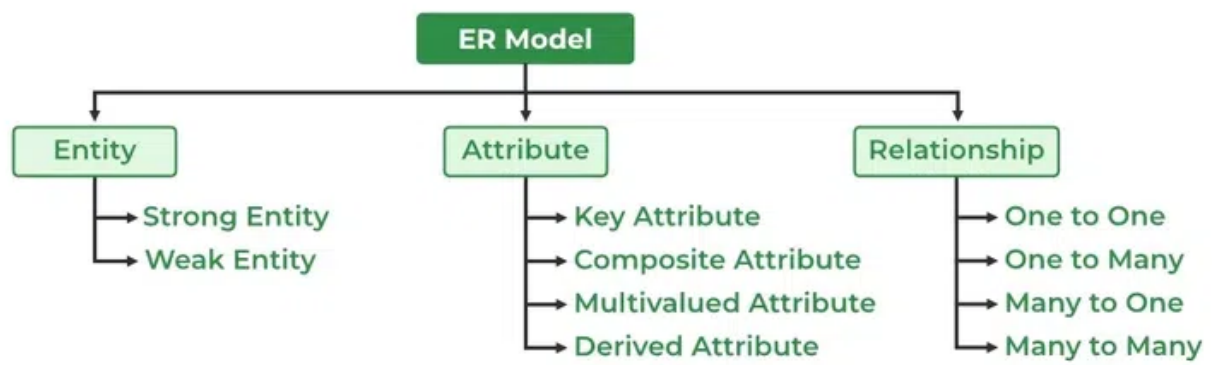 ER Model
Entity
Strong Entity
Weak Entity
Attribute
Key Attribute
Composite Attribute
Multivalued Attribute
Derived Attribute
Relationship
One to One
One to Many
Many to One
Many to Many